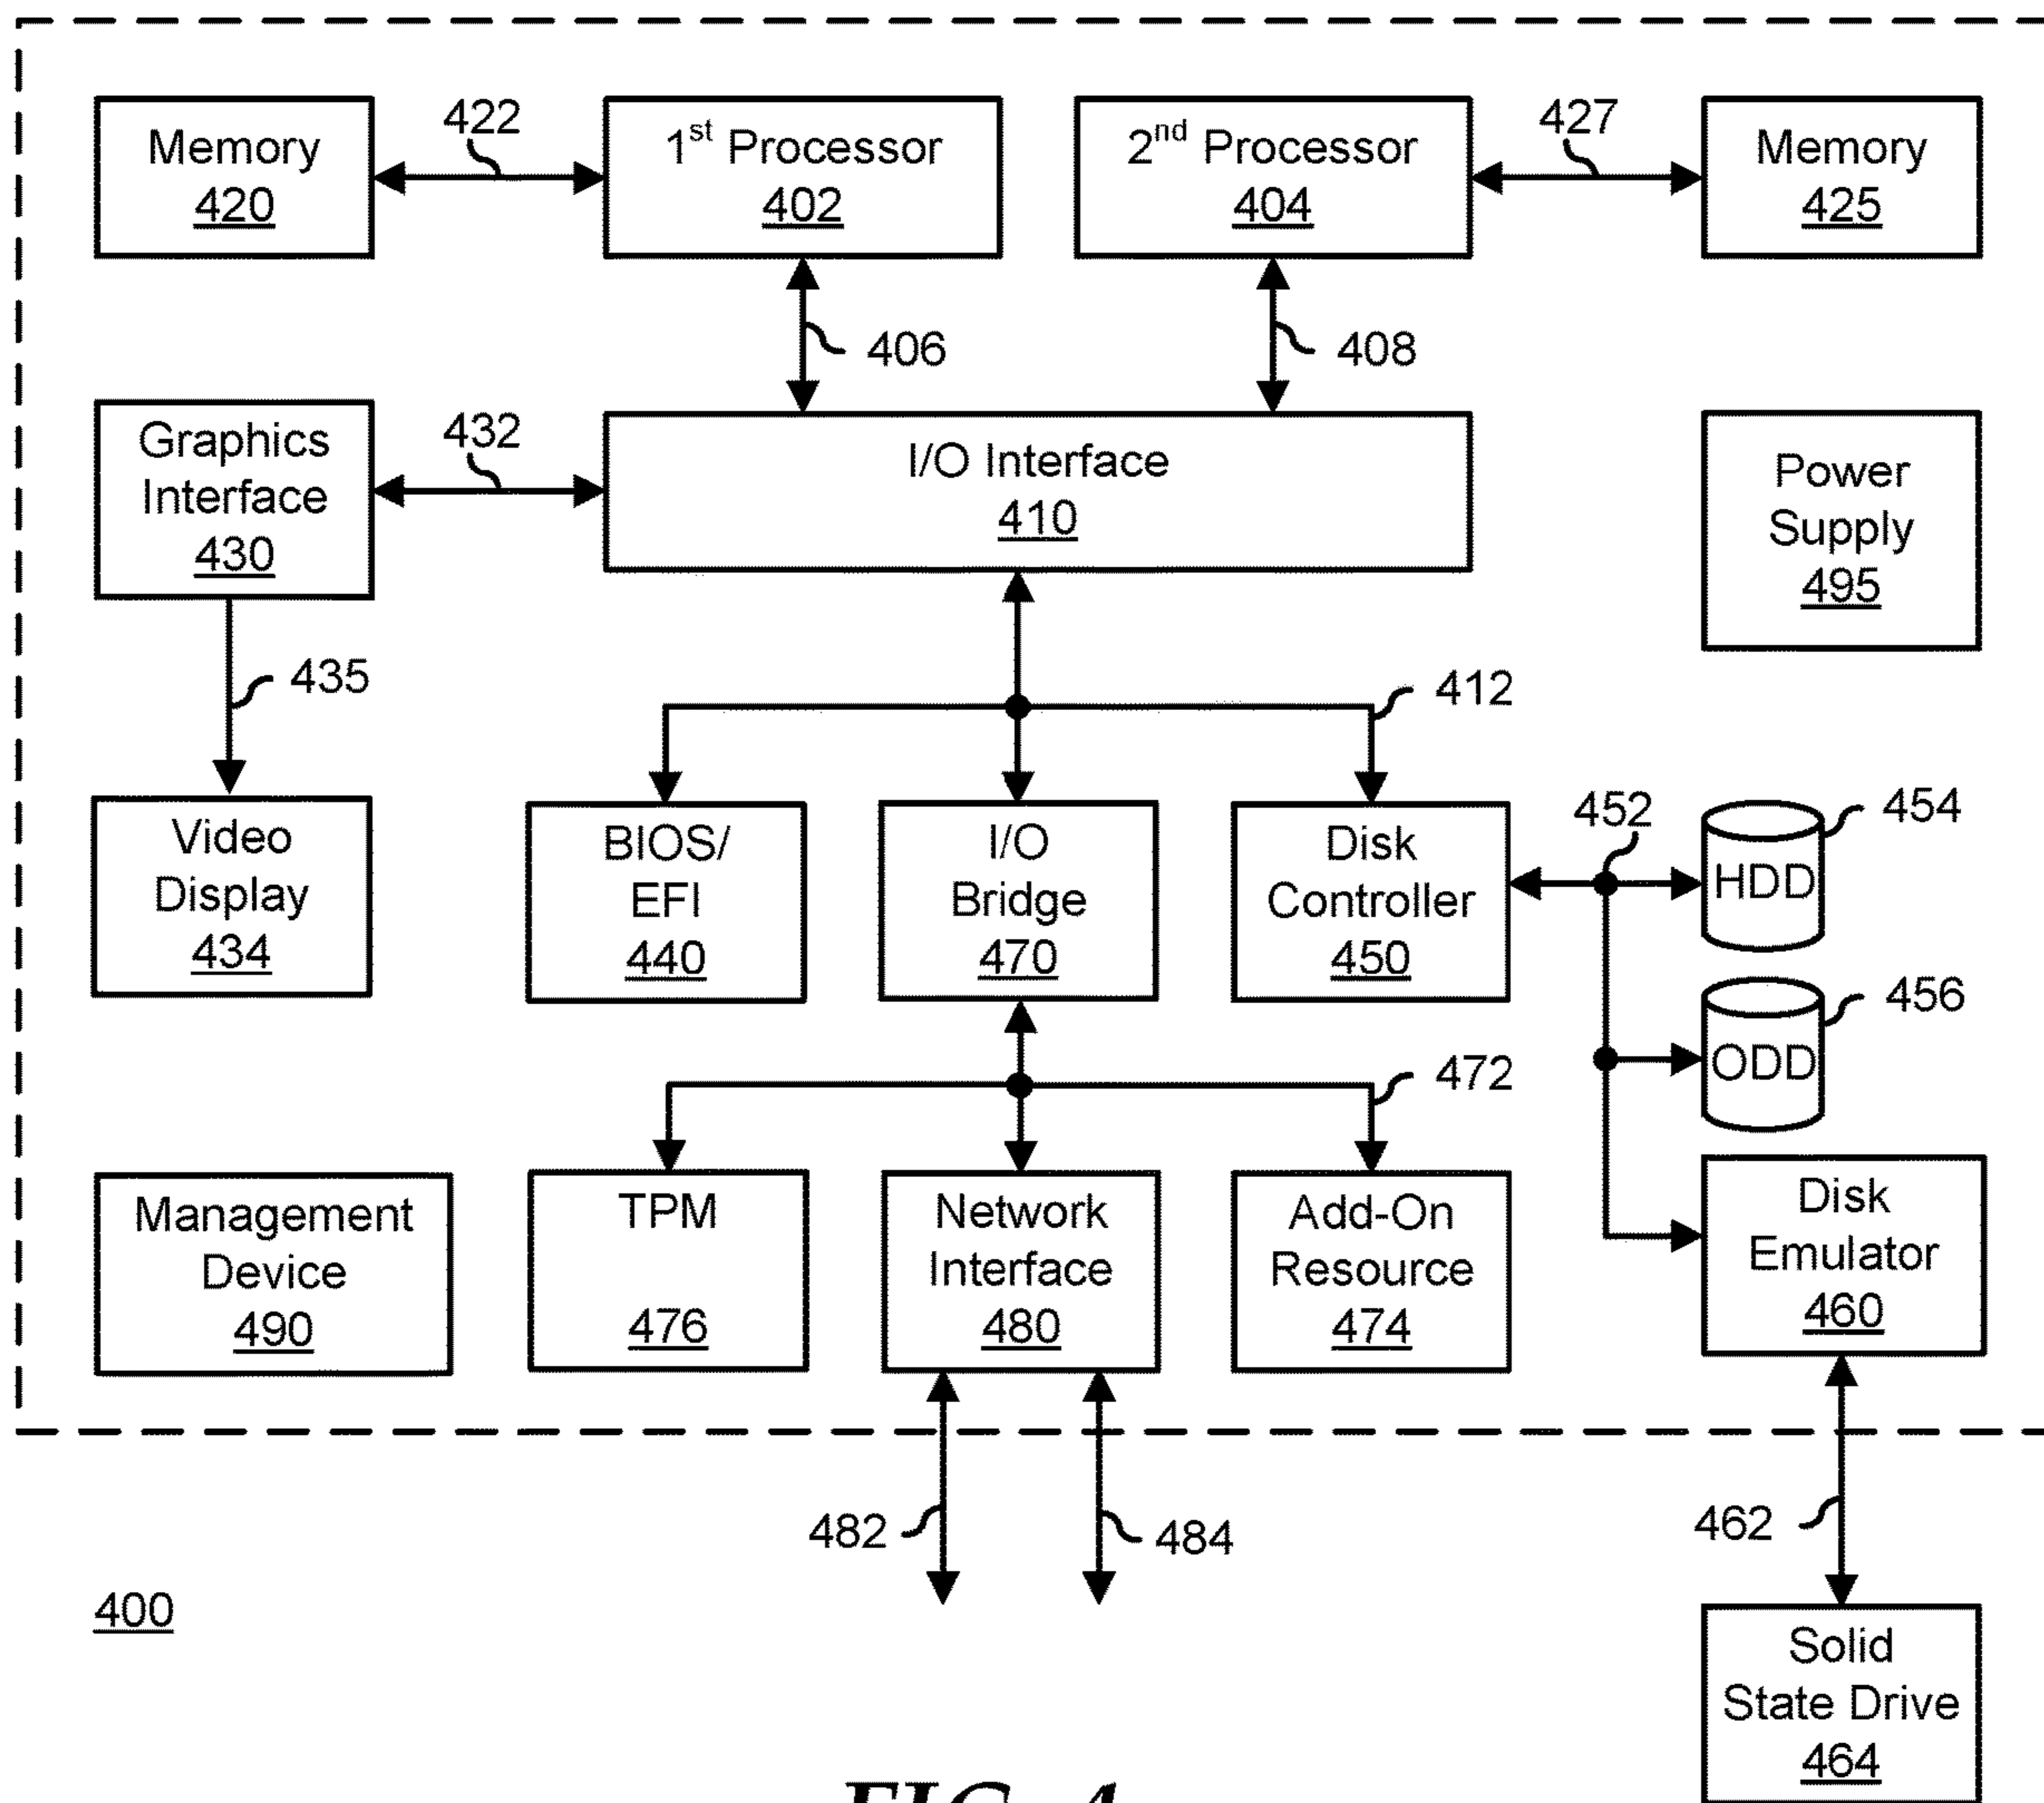 Memory
420
422
1st Processor
402
2nd Processor
404
427
Memory
425
406
408
Graphics
Interface
430
432
I/O Interface
410
Power
Supply
495
435
412
Video
Display
434
BIOS/
EFI
440
I/O
Bridge
470
Disk
Controller
450
452
HDD
454
ODD
456
472
Management
Device
490
TPM
476
Network
Interface
480
Add-On
Resource
474
Disk
Emulator
460
482
484
462
400
Solid
State Drive
464
FIG. 4